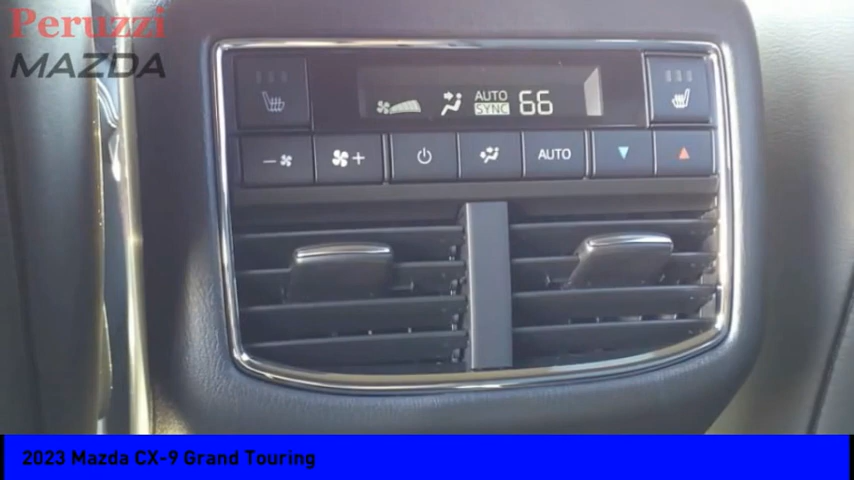 Peruzzi
MAZDA
AUTO
SYNC
66
AUTO
2023 Mazda CX-9 Grand Touring